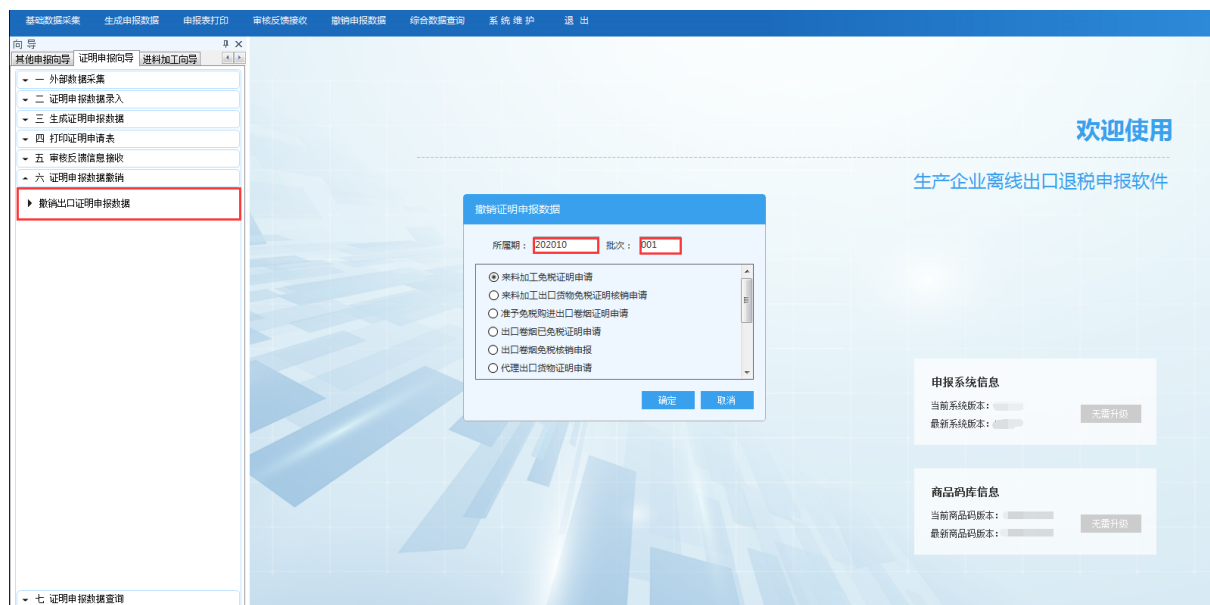 基础数据采集 生成申报数据 申报表打印 审核反馈接收 撤销申报数据 综合数据查询 系统维护 退出
向导
其他申报向导 证明申报向导 进料加工向导
一 外部数据采集
二 证明申报数据录入
三 生成证明申报数据
四 打印证明申请表
五 审核反馈信息接收
六 证明申报数据撤销
撤销出口证明申报数据
七 证明申报数据查询
欢迎使用
生产企业离线出口退税申报软件
撤销证明申报数据
所属期： 202010 批次： 001
来料加工免税证明申请
来料加工出口货物免税证明核销申请
准予免税购进出口卷烟证明申请
出口卷烟已免税证明申请
出口卷烟免税核销申报
代理出口货物证明申请
确定 取消
申报系统信息
当前系统版本：
最新系统版本：
无需升级
商品码库信息
当前商品码版本：
最新商品码版本：
无需升级